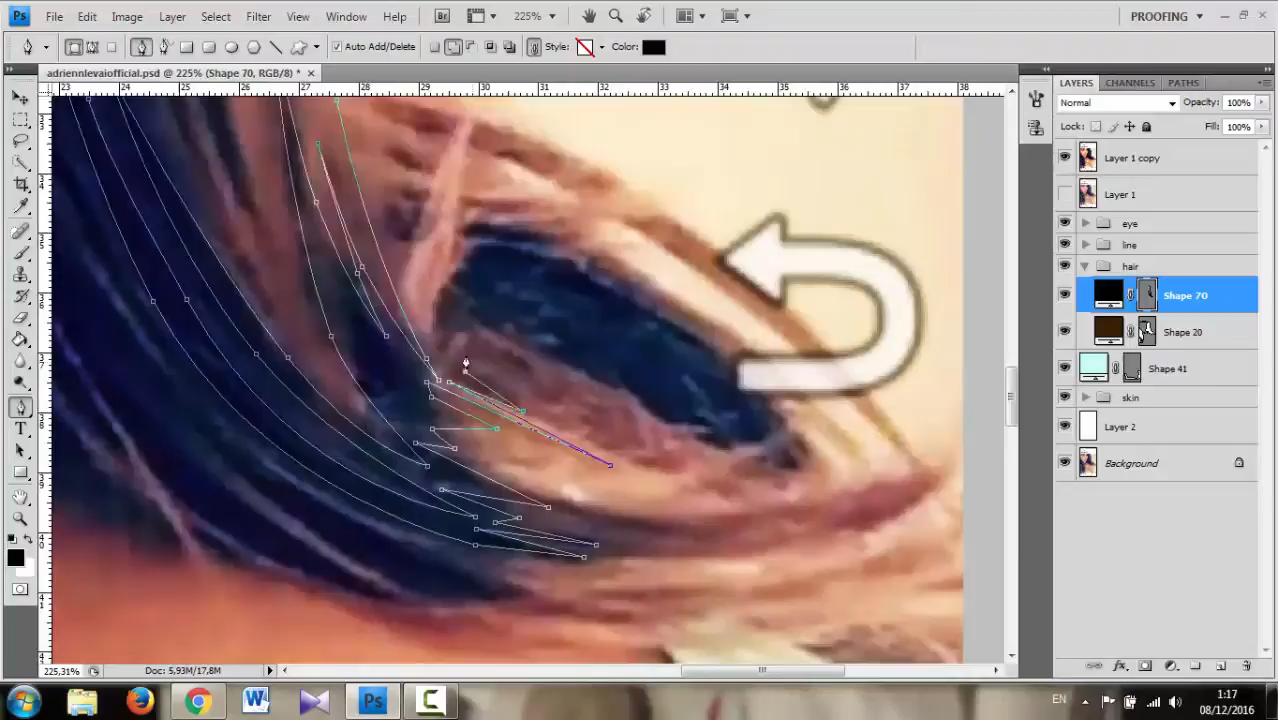 Ps File Edit Image Layer Select Filter View Window Help Br 225% PROOFING
Auto Add/Delete Style: Color:
adriennlevaiofficial.psd @ 225% (Shape 70, RGB/8) *
23 24 25 26 27 28 29 30 31 32 33 34 35 36 37 38
LAYERS CHANNELS PATHS
Normal Opacity: 100%
Lock: Fill: 100%
Layer 1 copy
Layer 1
eye
line
hair
Shape 70
Shape 20
Shape 41
skin
Layer 2
Background
225,31% Doc: 5,93M/17,8M
EN 1:17
08/12/2016